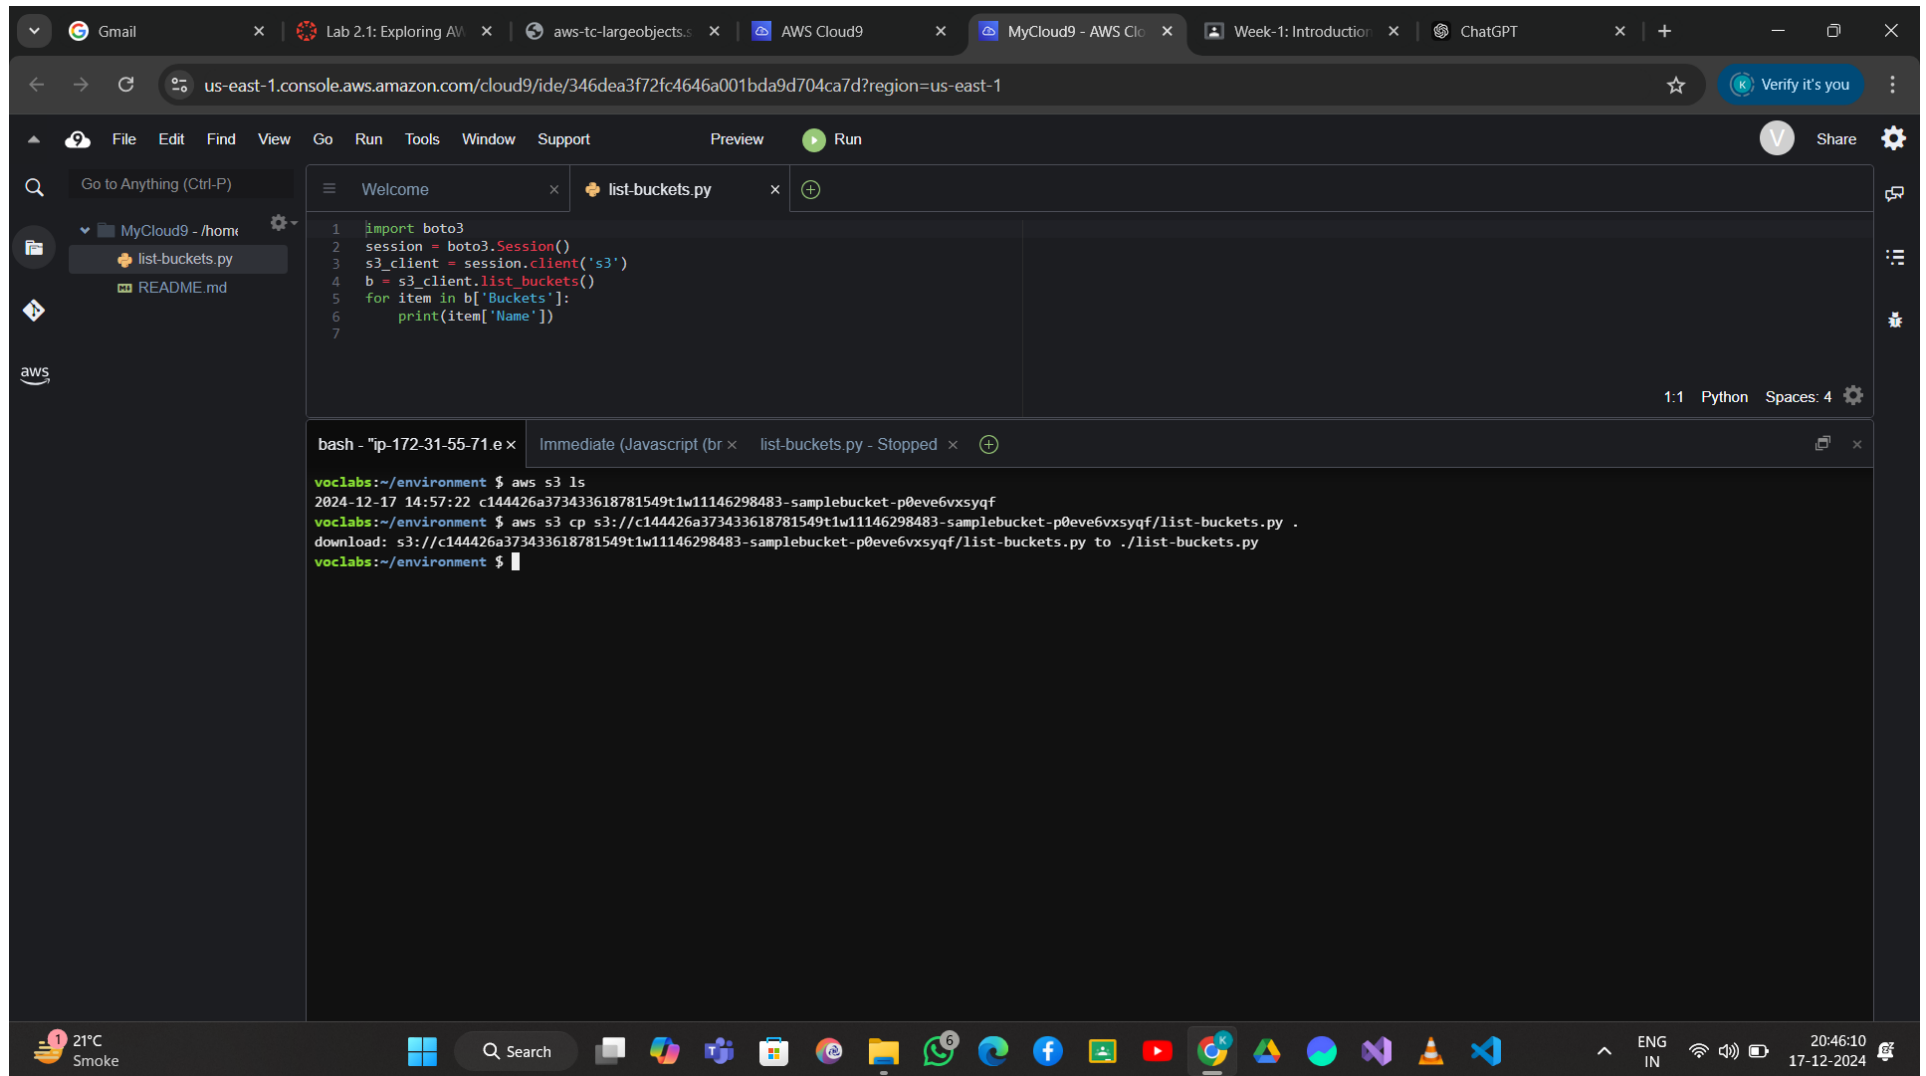 Gmail
Lab 2.1: Exploring AW
aws-tc-largeobjects.s
AWS Cloud9
MyCloud9 - AWS Clo
Week-1: Introduction
ChatGPT
us-east-1.console.aws.amazon.com/cloud9/ide/346dea3f72fc4646a001bda9d704ca7d?region=us-east-1
K Verify it's you
9 File Edit Find View Go Run Tools Window Support Preview Run V Share
Go to Anything (Ctrl-P)
MyCloud9 - /home
list-buckets.py
README.md
aws
Welcome
list-buckets.py
1 import boto3
2 session = boto3.Session()
3 s3_client = session.client('s3')
4 b = s3_client.list_buckets()
5 for item in b['Buckets']:
6     print(item['Name'])
7
1:1 Python Spaces: 4
bash - "ip-172-31-55-71.e
Immediate (Javascript (br
list-buckets.py - Stopped
voclabs:~/environment $ aws s3 ls
2024-12-17 14:57:22 c144426a373433618781549t1w11146298483-samplebucket-p0eve6vxsyqf
voclabs:~/environment $ aws s3 cp s3://c144426a373433618781549t1w11146298483-samplebucket-p0eve6vxsyqf/list-buckets.py .
download: s3://c144426a373433618781549t1w11146298483-samplebucket-p0eve6vxsyqf/list-buckets.py to ./list-buckets.py
voclabs:~/environment $
1
21°C
Smoke
Search
6
K
ENG
IN
20:46:10
17-12-2024